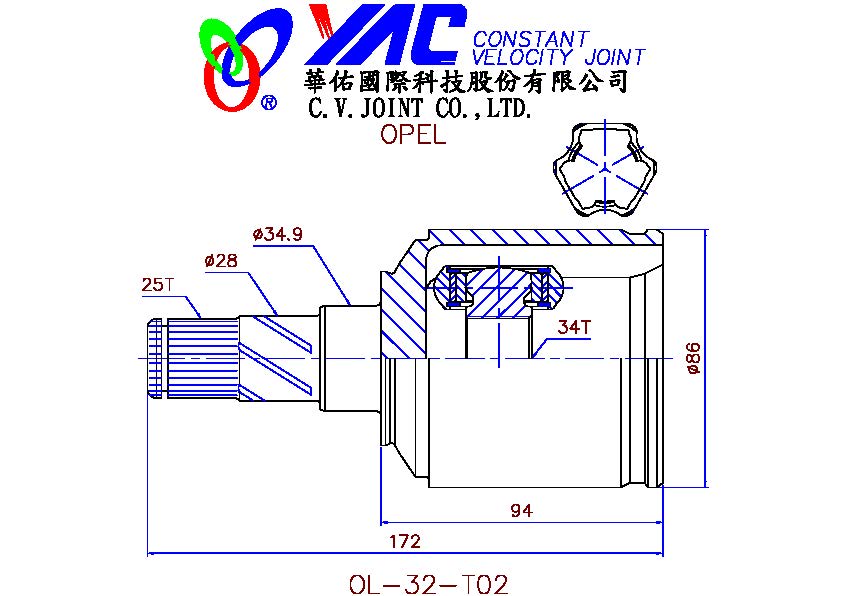 YAC CONSTANT
VELOCITY JOINT
®
華佑國際科技股份有限公司
C.V.JOINT CO.,LTD.
OPEL
ø34.9
ø28
25T
34T
ø86
94
172
OL-32-T02